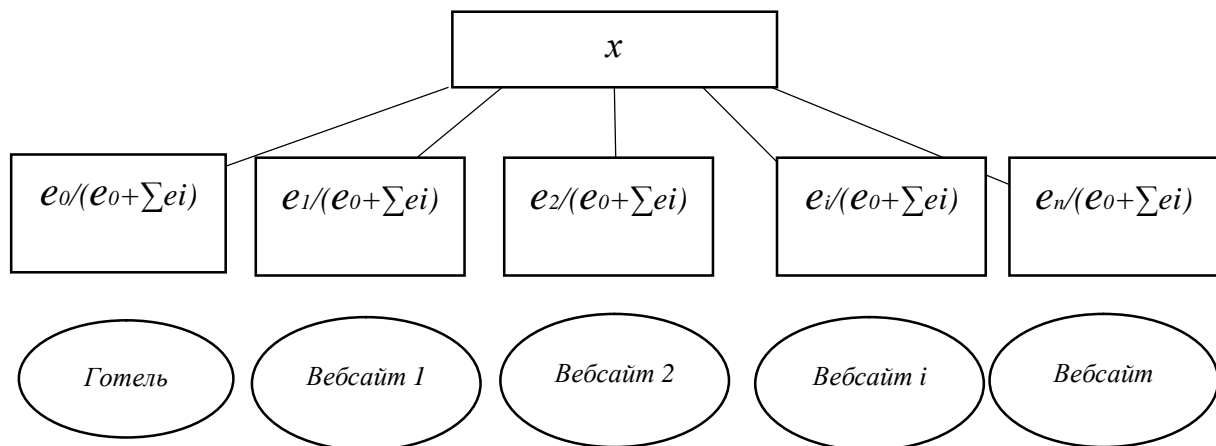 x
e₀/(e₀+∑ei) e₁/(e₀+∑ei) e₂/(e₀+∑ei) eᵢ/(e₀+∑ei) eₙ/(e₀+∑ei)
Готель Вебсайт 1 Вебсайт 2 Вебсайт i Вебсайт